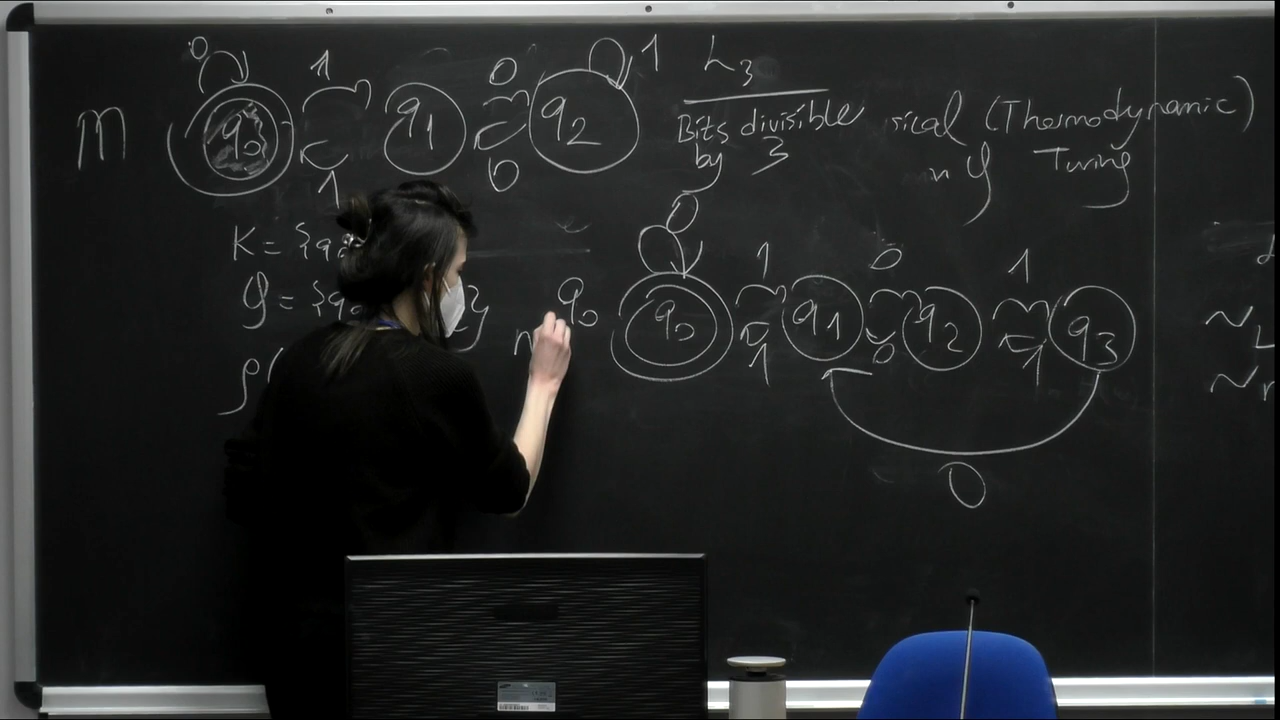 0 1 0 1 L3
M q0 q1 q2 Bits divisible sical (Thermodynamic)
1 0 by 3 Turing
0
K = {q
1 0 1
q0 q0 q1 q2 q3
1 0 1
ρ(
0